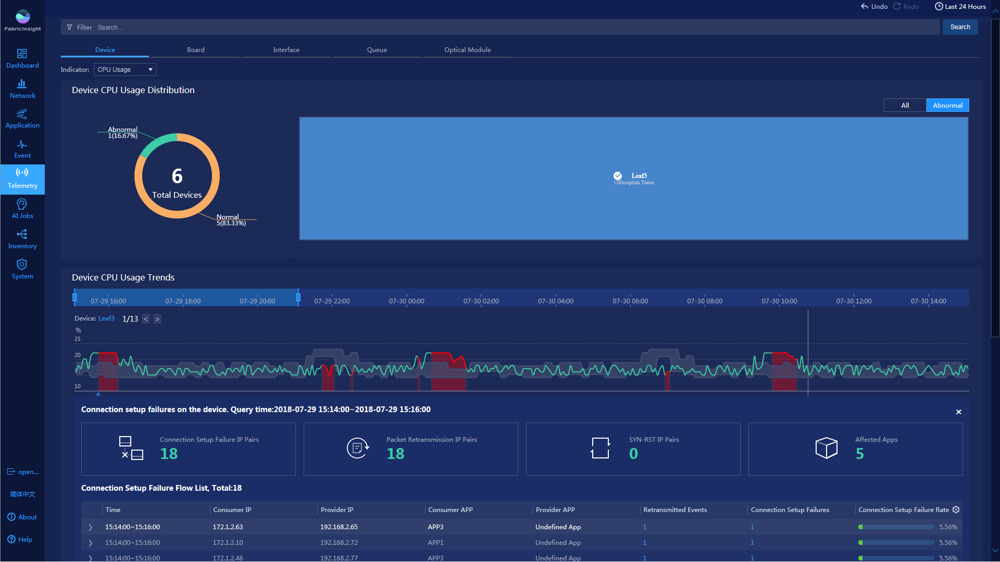 Undo
Redo
Last 24 Hours
FabricInsight
Filter
Search...
Search
Dashboard
Network
Application
Event
Telemetry
AI Jobs
Inventory
System
open...
简体中文
About
Help
Device
Board
Interface
Queue
Optical Module
Indicator:
CPU Usage
Device CPU Usage Distribution
All
Abnormal
Abnormal
1(16.67%)
6
Total Devices
Normal
5(83.33%)
Leaf3
13Exception Times
Device CPU Usage Trends
07-29 16:00
07-29 18:00
07-29 20:00
07-29 22:00
07-30 00:00
07-30 02:00
07-30 04:00
07-30 06:00
07-30 08:00
07-30 10:00
07-30 12:00
07-30 14:00
Device: Leaf3
1/13
<
>
%
25
20
15
10
Connection setup failures on the device. Query time:2018-07-29 15:14:00~2018-07-29 15:16:00
Connection Setup Failure IP Pairs
18
Packet Retransmission IP Pairs
18
SYN-RST IP Pairs
0
Affected Apps
5
Connection Setup Failure Flow List, Total:18
Time Consumer IP Provider IP Consumer APP Provider APP Retransmitted Events Connection Setup Failures Connection Setup Failure Rate
15:14:00~15:16:00 172.1.2.63 192.168.2.65 APP3 Undefined App 1 1 5.56%
15:14:00~15:16:00 172.1.2.10 192.168.2.72 APP1 Undefined App 1 1 5.56%
15:14:00~15:16:00 172.1.2.46 192.168.2.77 APP3 Undefined App 1 1 5.56%